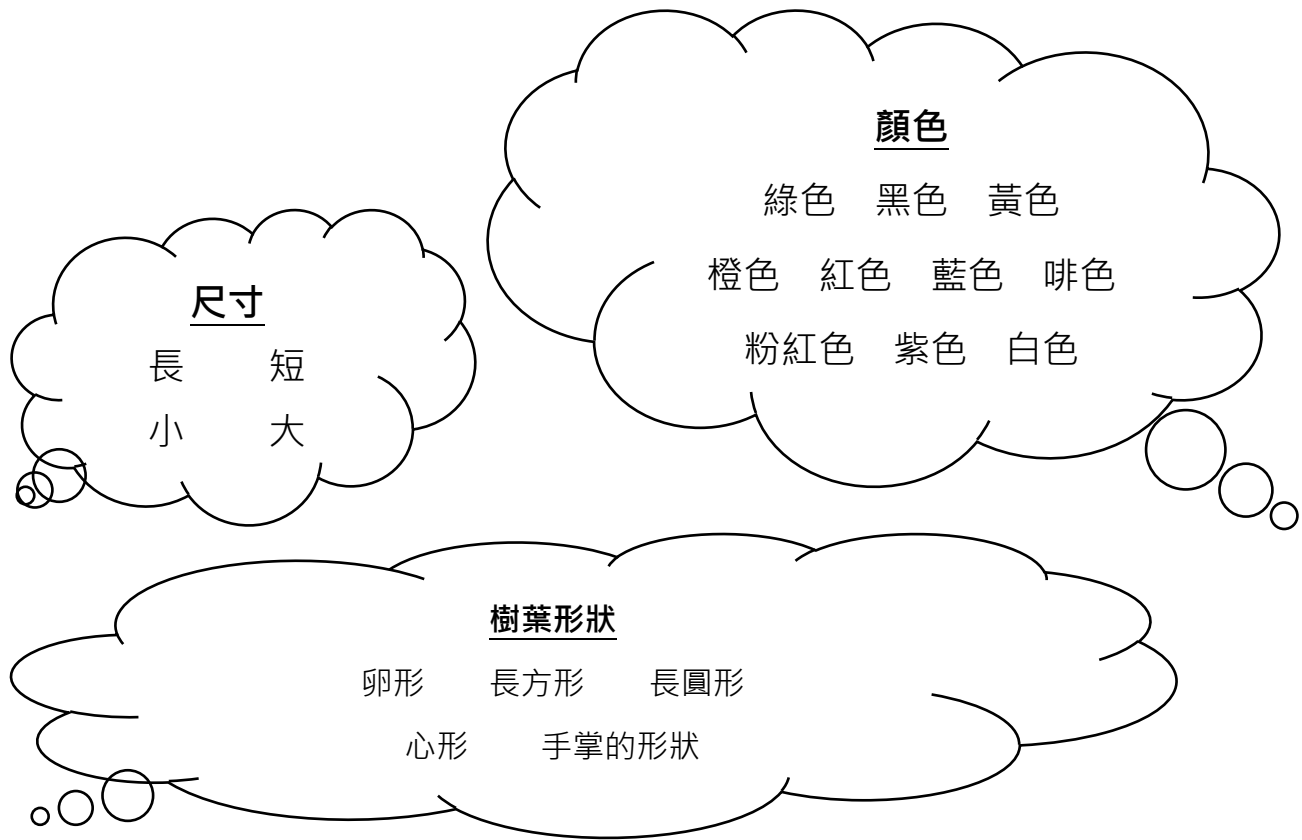 顏色
綠色 黑色 黃色
橙色 紅色 藍色 啡色
粉紅色 紫色 白色
尺寸
長 短
小 大
樹葉形狀
卵形 長方形 長圓形
心形 手掌的形狀